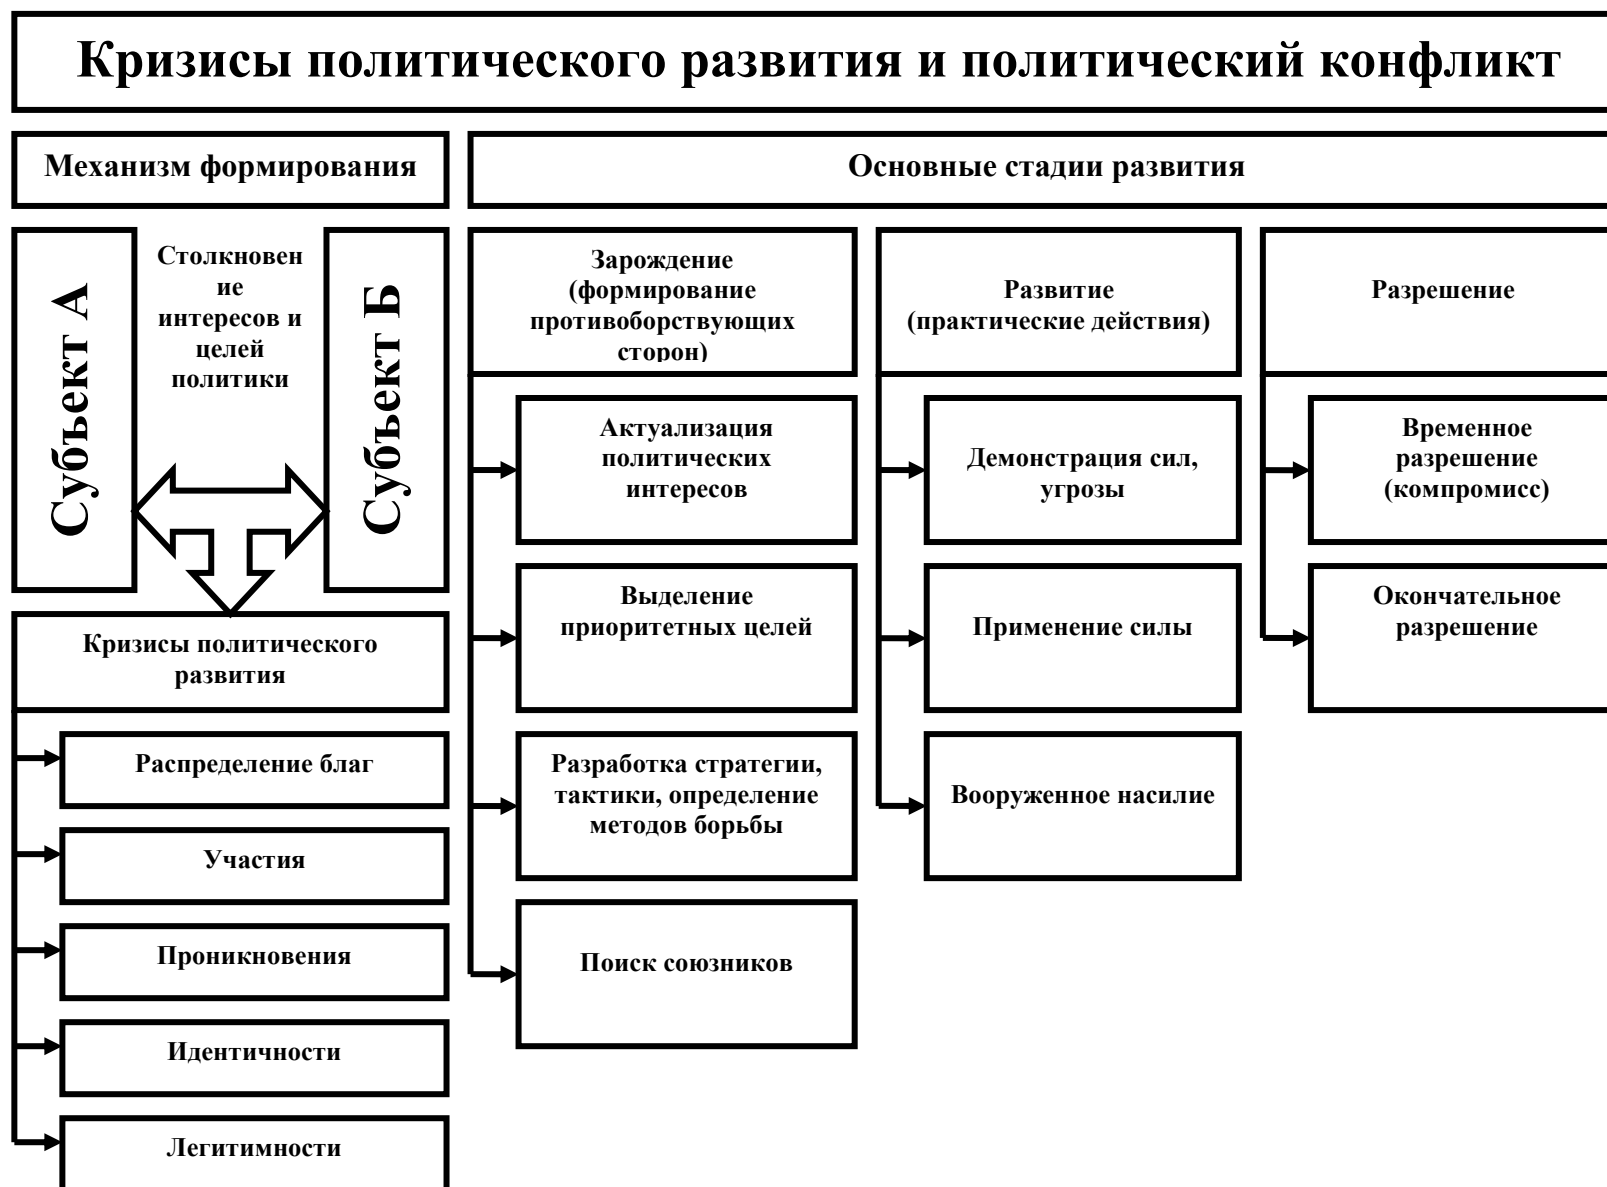 Кризисы политического развития и политический конфликт
Механизм формирования
Основные стадии развития
Субъект А
Столкновен
ие
интересов и
целей
политики
Субъект Б
Зарождение
(формирование
противоборствующих
сторон)
Развитие
(практические действия)
Разрешение
Актуализация
политических
интересов
Демонстрация сил,
угрозы
Временное
разрешение
(компромисс)
Выделение
приоритетных целей
Применение силы
Окончательное
разрешение
Кризисы политического
развития
Разработка стратегии,
тактики, определение
методов борьбы
Вооруженное насилие
Поиск союзников
Распределение благ
Участия
Проникновения
Идентичности
Легитимности